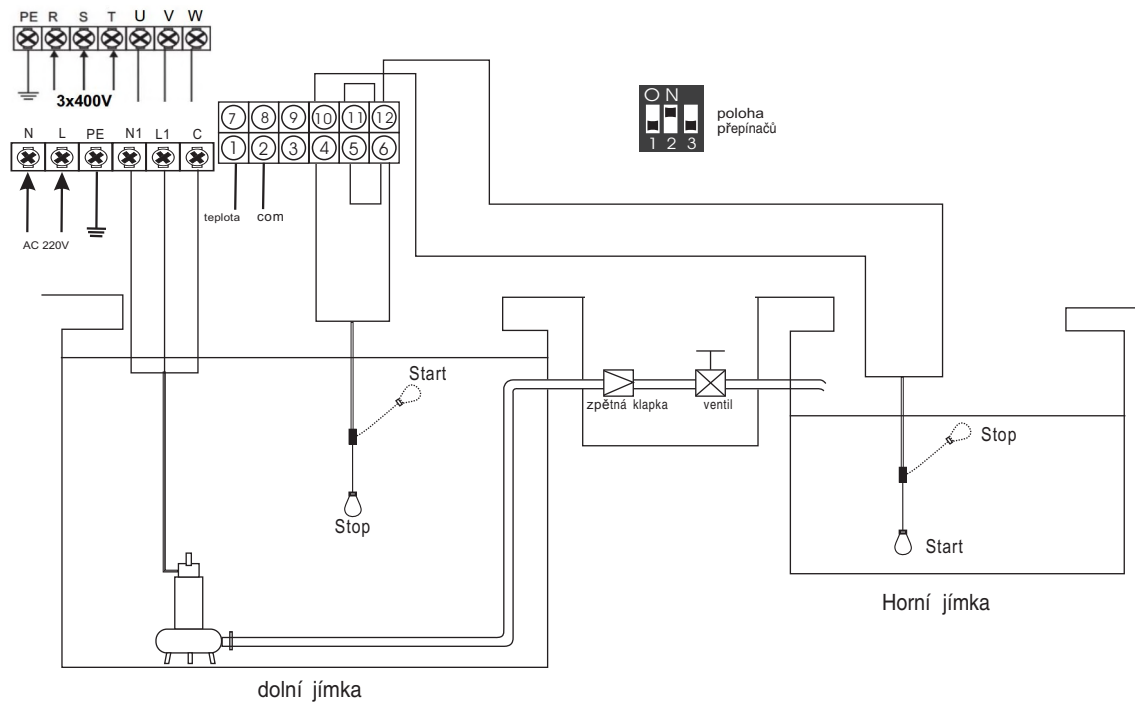 PE R S T U V W
3x400V
N L PE N1 L1 C
AC 220V
7 8 9 10 11 12
1 2 3 4 5 6
teplota com
ON
1 2 3
poloha
přepínačů
Start
Stop
zpětná klapka
ventil
Stop
Start
Horní jímka
dolní jímka